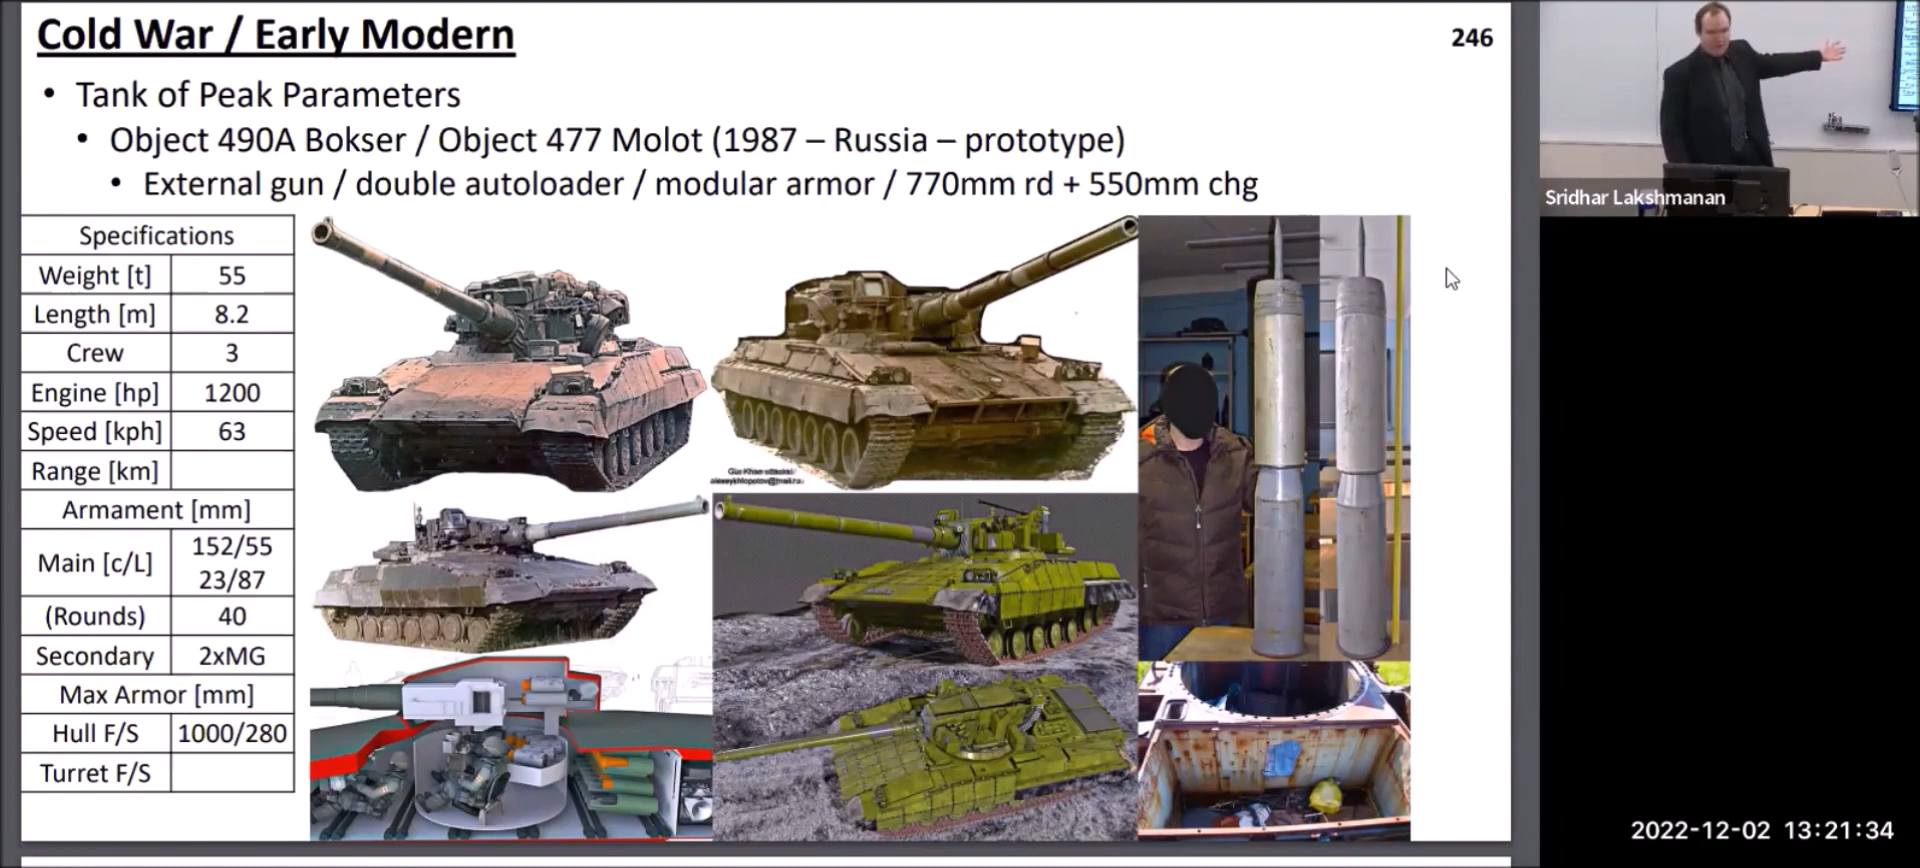 Cold War / Early Modern
246
• Tank of Peak Parameters
• Object 490A Bokser / Object 477 Molot (1987 – Russia – prototype)
• External gun / double autoloader / modular armor / 770mm rd + 550mm chg
Specifications
Weight [t] 55
Length [m] 8.2
Crew 3
Engine [hp] 1200
Speed [kph] 63
Range [km]
Armament [mm]
Main [c/L] 152/55
23/87
(Rounds) 40
Secondary 2xMG
Max Armor [mm]
Hull F/S 1000/280
Turret F/S
Gur Khan
Sridhar Lakshmanan
2022-12-02 13:21:34